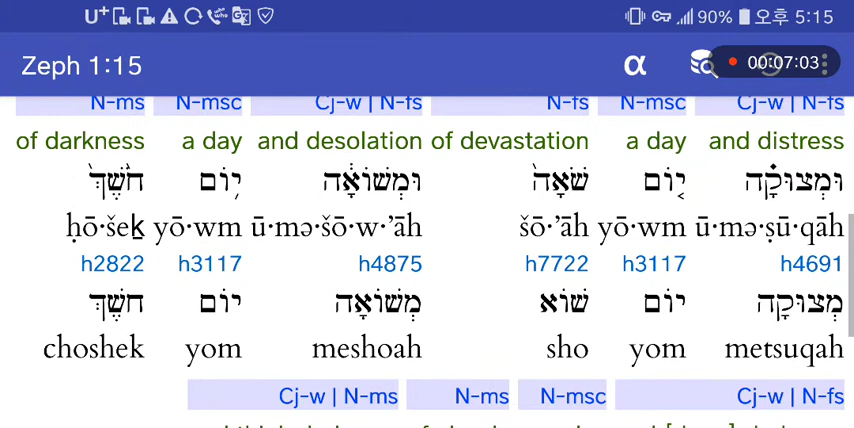 U+ 90% 오후 5:15
Zeph 1:15 α 00:07:03
N-ms N-msc Cj-w | N-fs N-fs N-msc Cj-w | N-fs
of darkness a day and desolation of devastation a day and distress
וּמְצוּקָ֗ה י֤וֹם שֹׁאָה֙ וּמְשׁוֹאָ֔ה י֥וֹם חֹ֙שֶׁךְ֙
ḥō·šeḵ yō·wm ū·mə·šō·w·’āh šō·’āh yō·wm ū·mə·ṣū·qāh
h2822 h3117 h4875 h7722 h3117 h4691
מְצוּקָה יוֹם שׁוֹא מְשׁוֹאָה יוֹם חֹשֶׁךְ
choshek yom meshoah sho yom metsuqah
Cj-w | N-ms N-ms N-msc Cj-w | N-fs